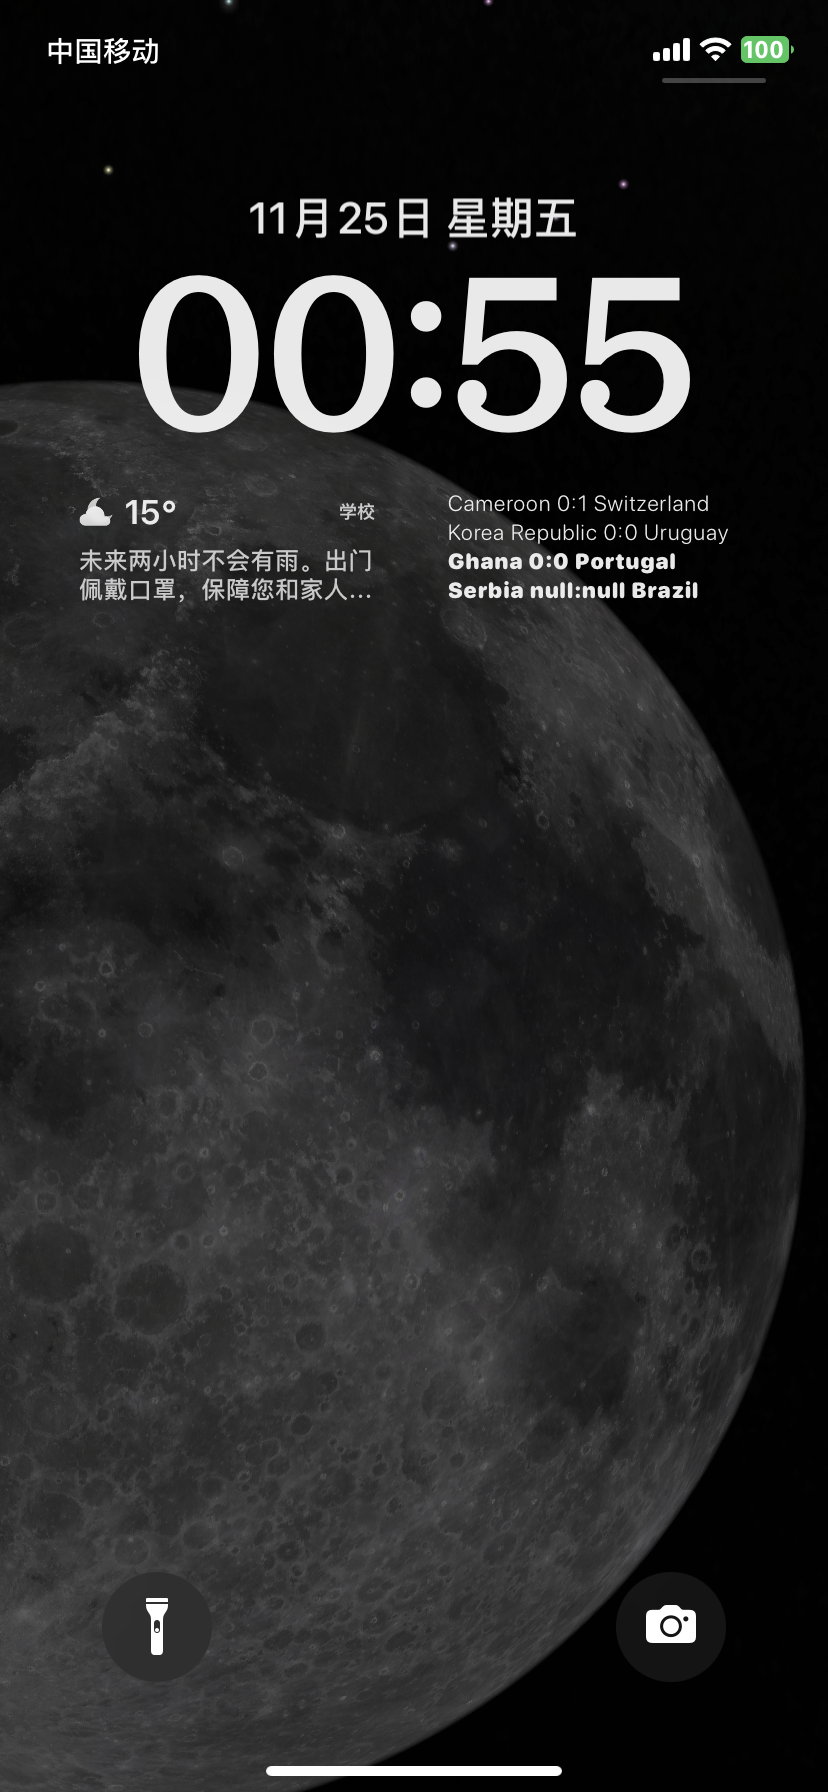 中国移动
100
11月25日 星期五
00:55
15° 学校
未来两小时不会有雨。出门
佩戴口罩，保障您和家人...
Cameroon 0:1 Switzerland
Korea Republic 0:0 Uruguay
Ghana 0:0 Portugal
Serbia null:null Brazil